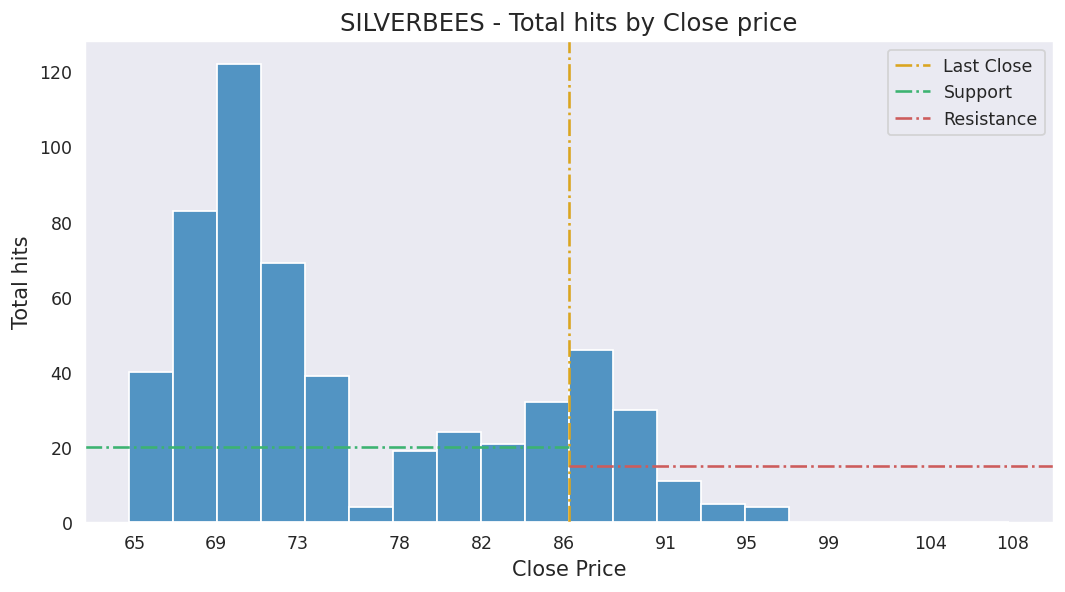 SILVERBEES - Total hits by Close price
Last Close
Support
Resistance
Total hits
120
100
80
60
40
20
0
65 69 73 78 82 86 91 95 99 104 108
Close Price